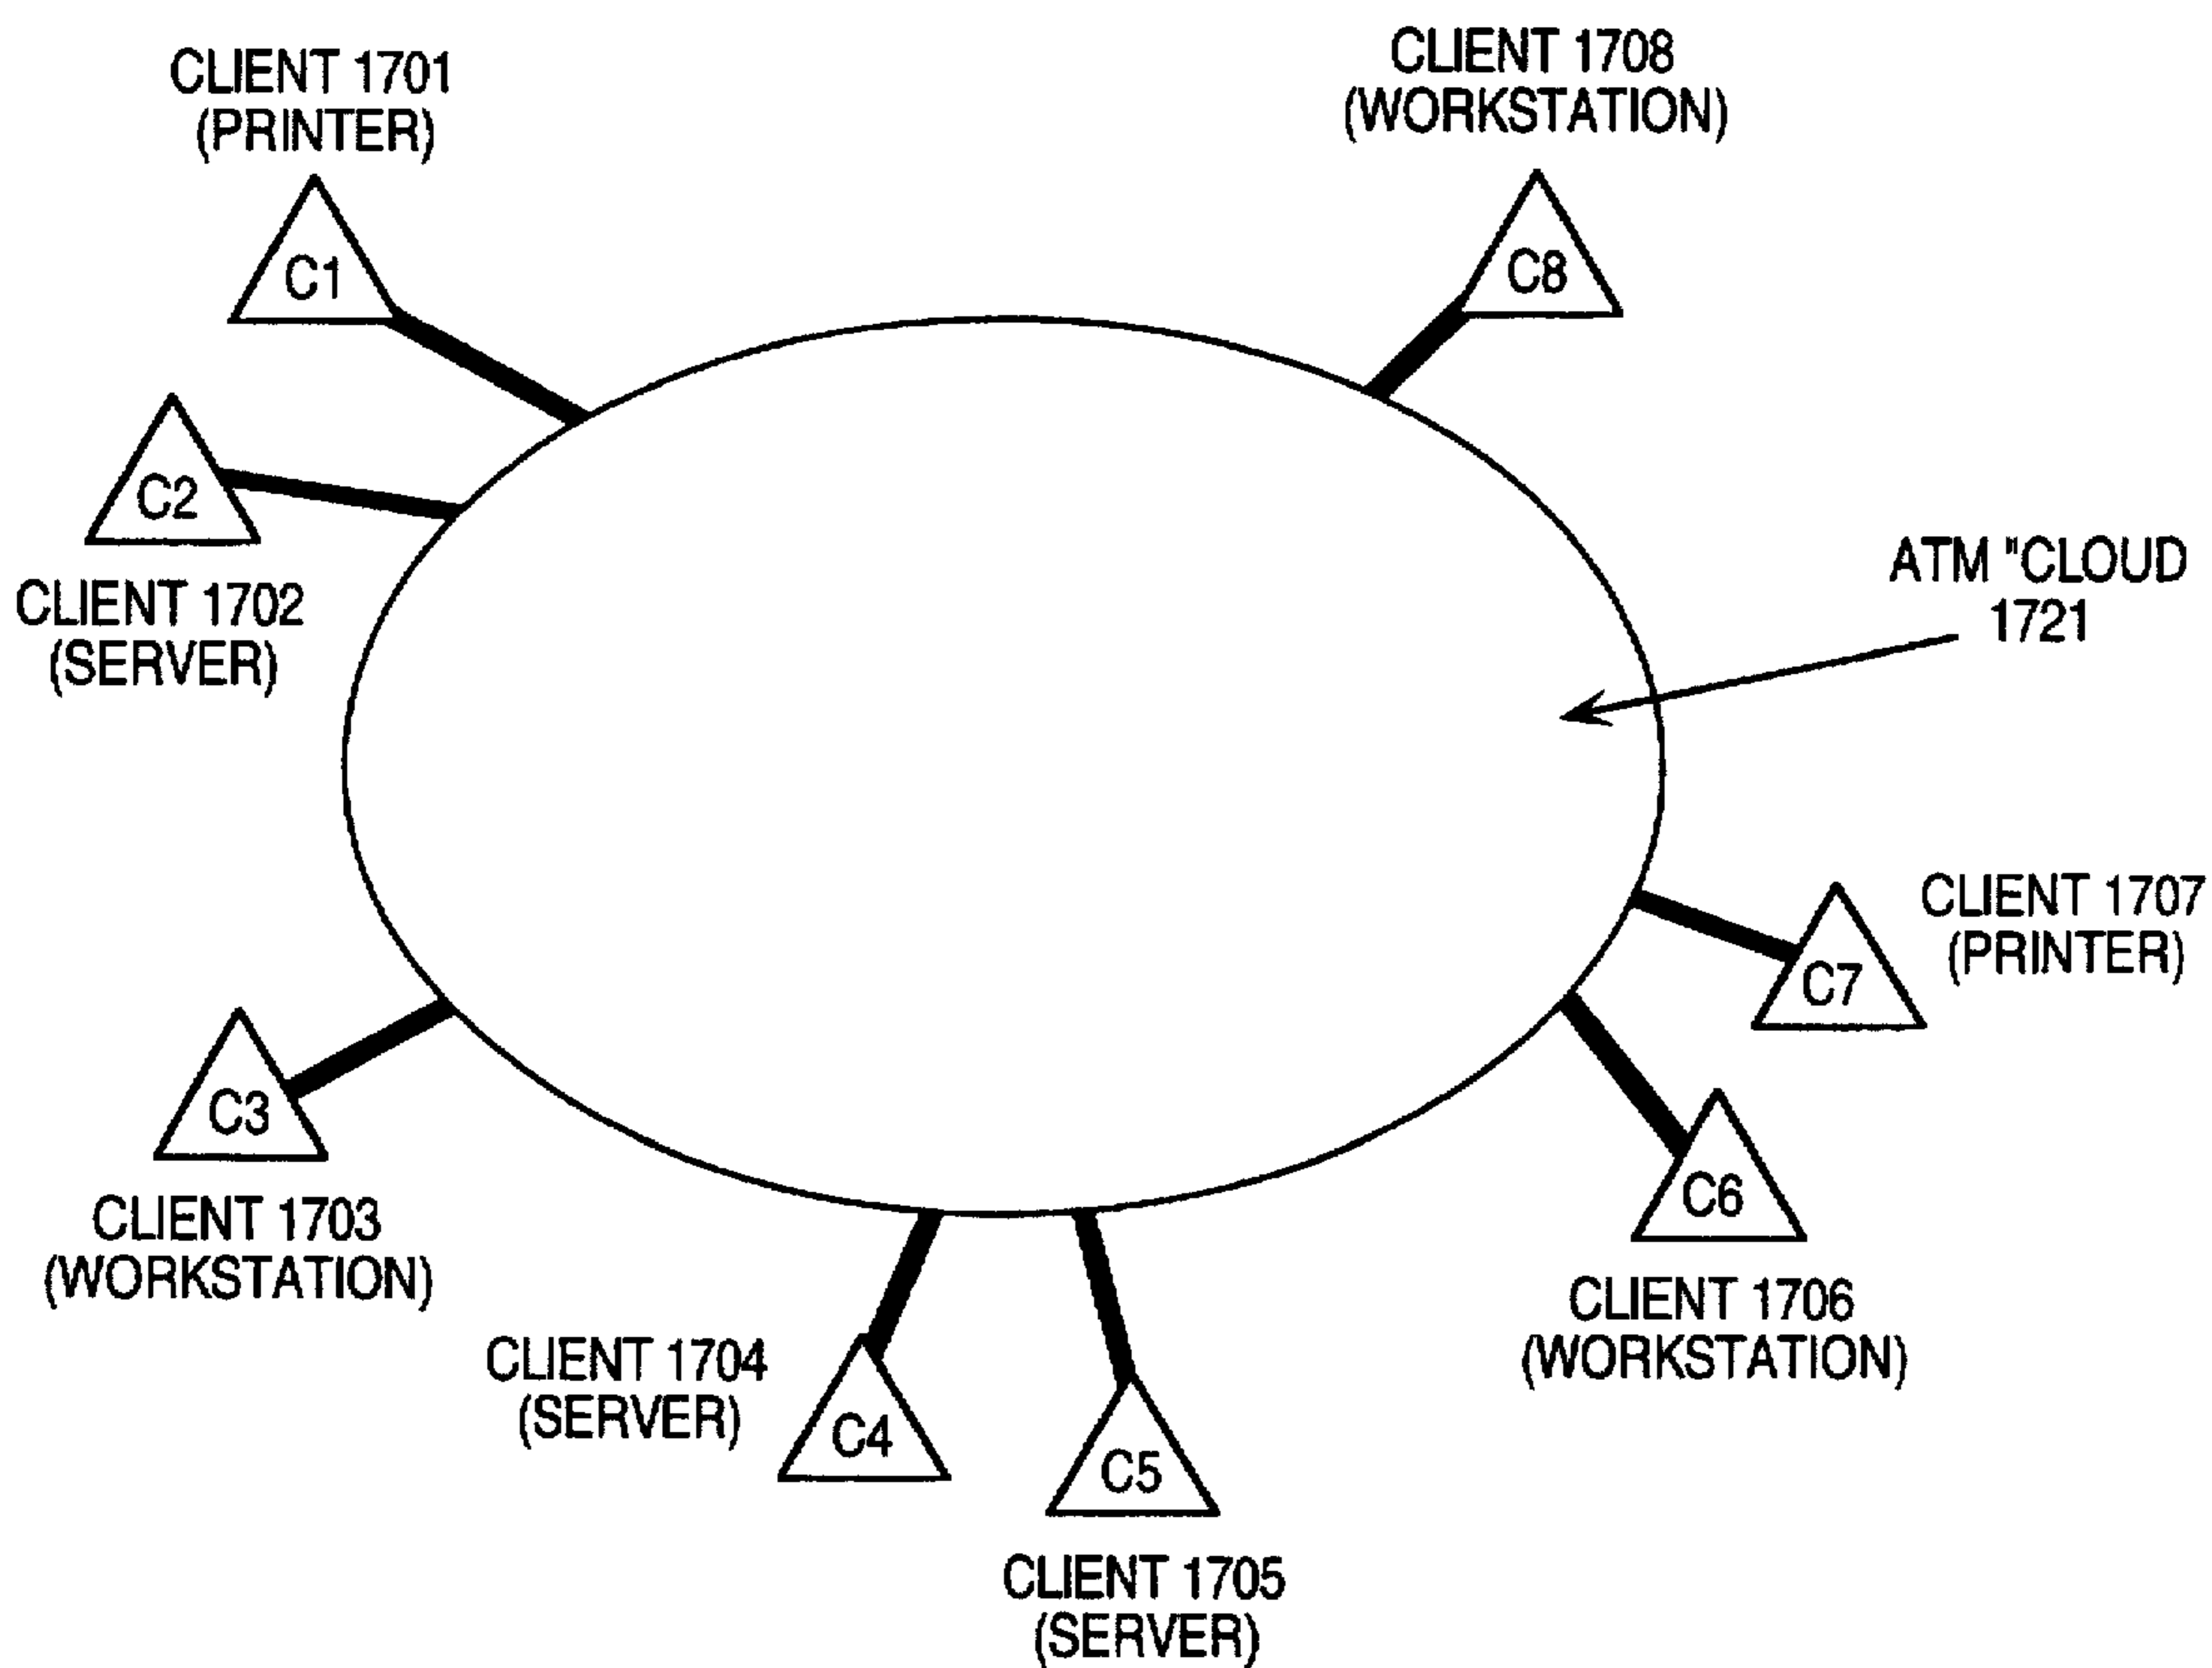 CLIENT 1701
(PRINTER)
C1
CLIENT 1708
(WORKSTATION)
C8
C2
CLIENT 1702
(SERVER)
ATM "CLOUD
1721
CLIENT 1707
(PRINTER)
C7
C3
CLIENT 1703
(WORKSTATION)
C6
CLIENT 1706
(WORKSTATION)
CLIENT 1704
(SERVER)
C4
C5
CLIENT 1705
(SERVER)